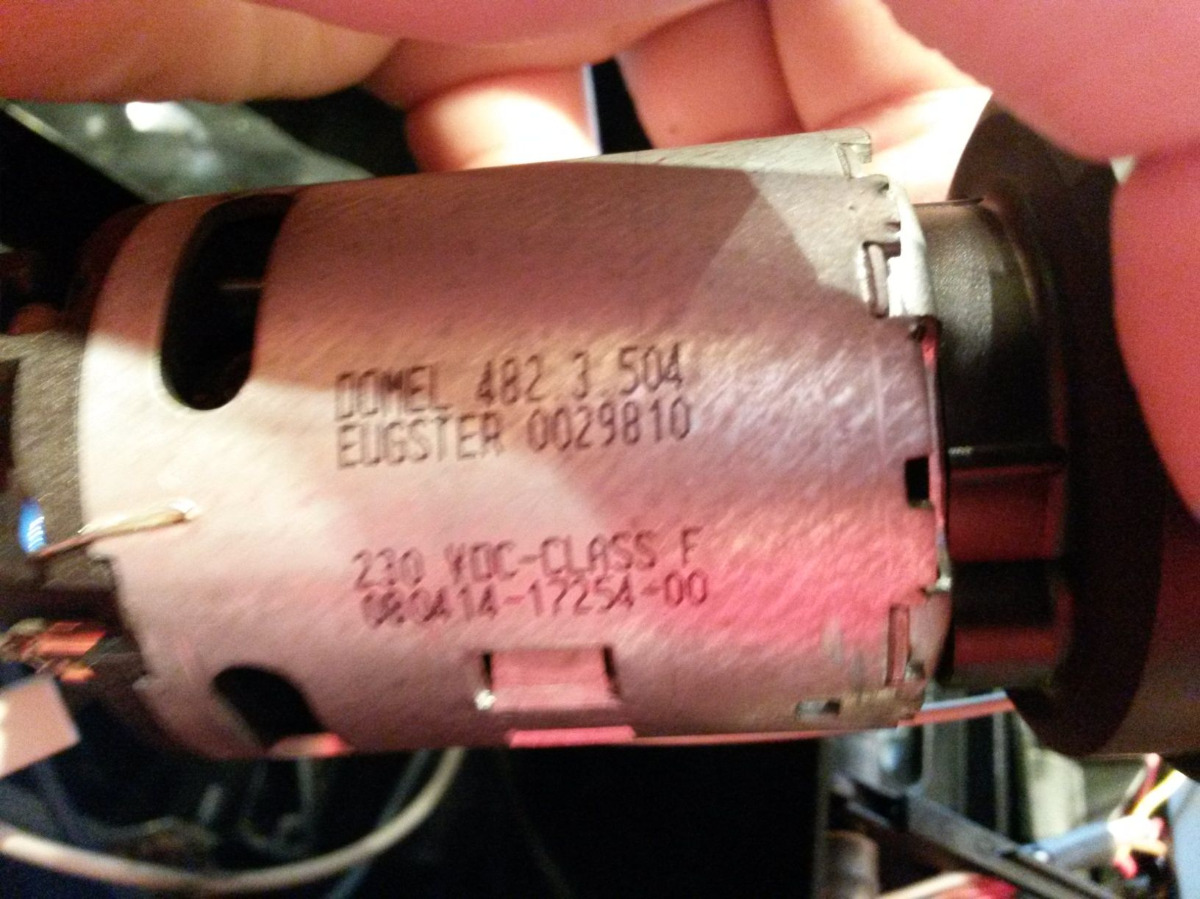 DOMEL 482 3 504
EUGSTER 0029810
230 VDC-CLASS F
080414-17254-00